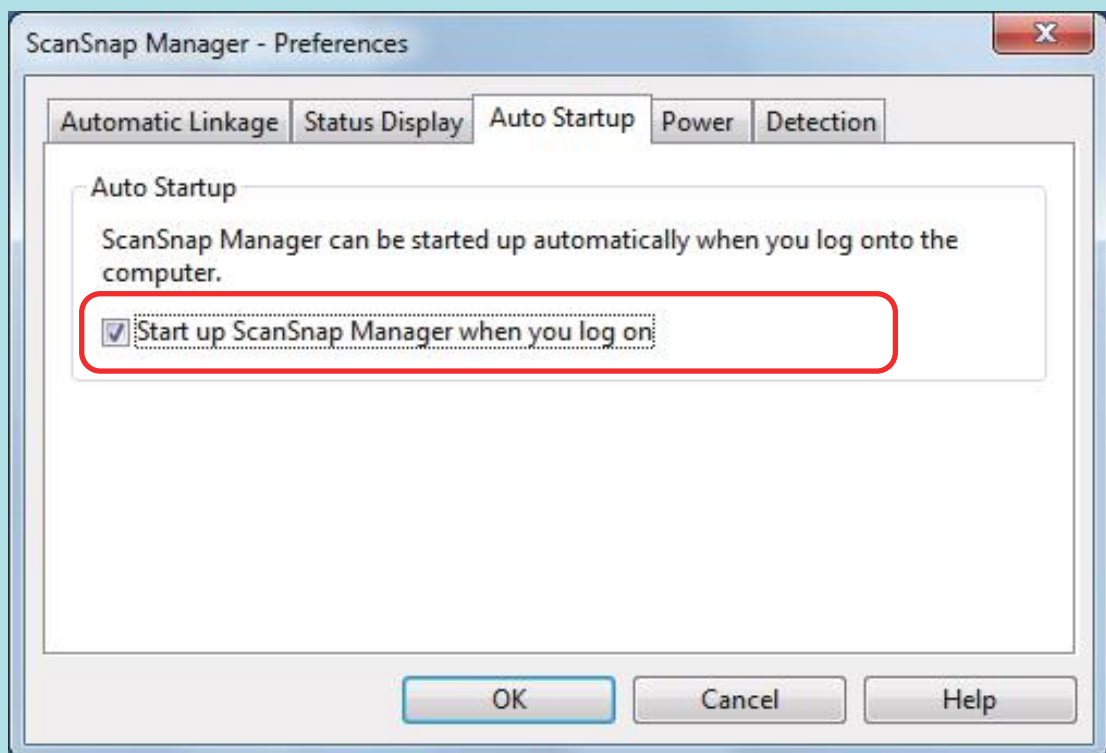 ScanSnap Manager - Preferences
Automatic Linkage
Status Display
Auto Startup
Power
Detection
Auto Startup
ScanSnap Manager can be started up automatically when you log onto the
computer.
Start up ScanSnap Manager when you log on
OK
Cancel
Help